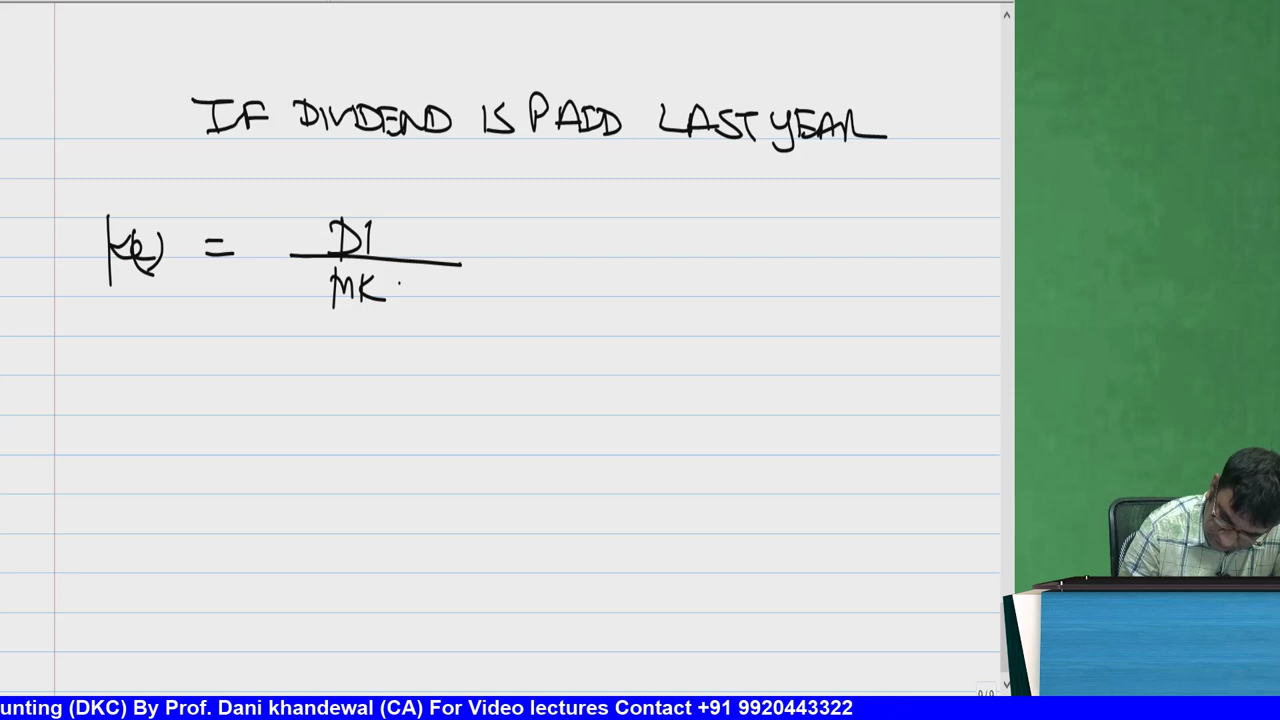 IF DIVIDEND IS PAID LAST YEAR
Ke =
D1
MK
unting (DKC) By Prof. Dani khandewal (CA) For Video lectures Contact +91 9920443322